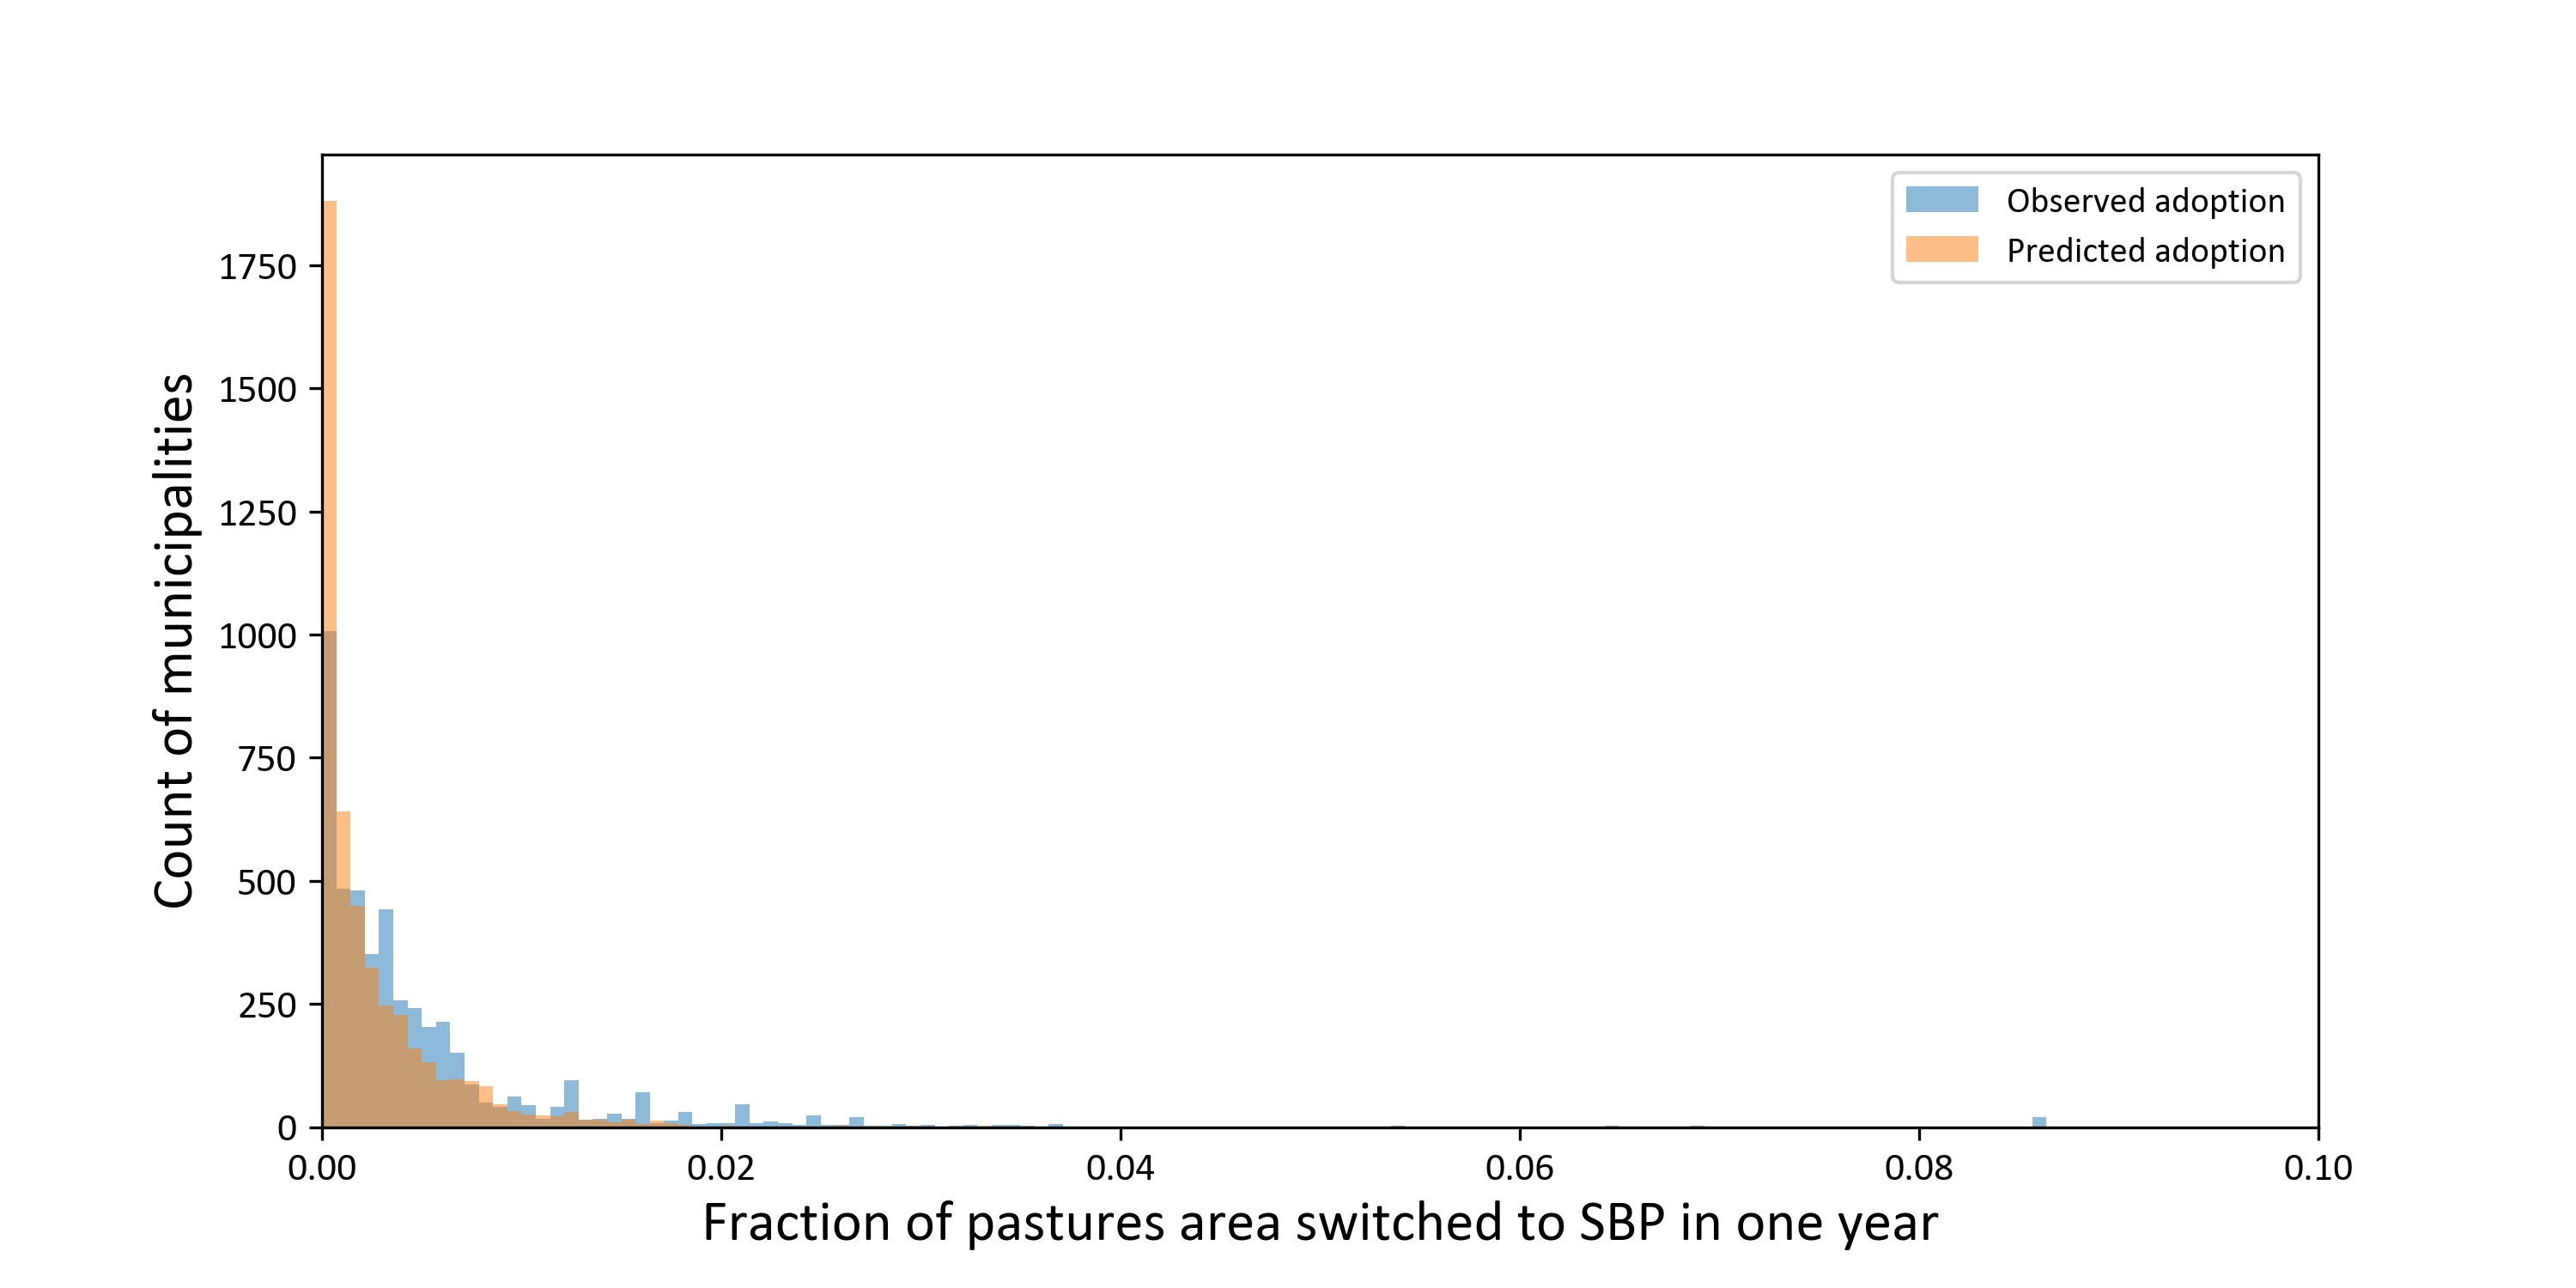 Observed adoption
Predicted adoption
Count of municipalities
1750
1500
1250
1000
750
500
250
0
0.00 0.02 0.04 0.06 0.08 0.10
Fraction of pastures area switched to SBP in one year